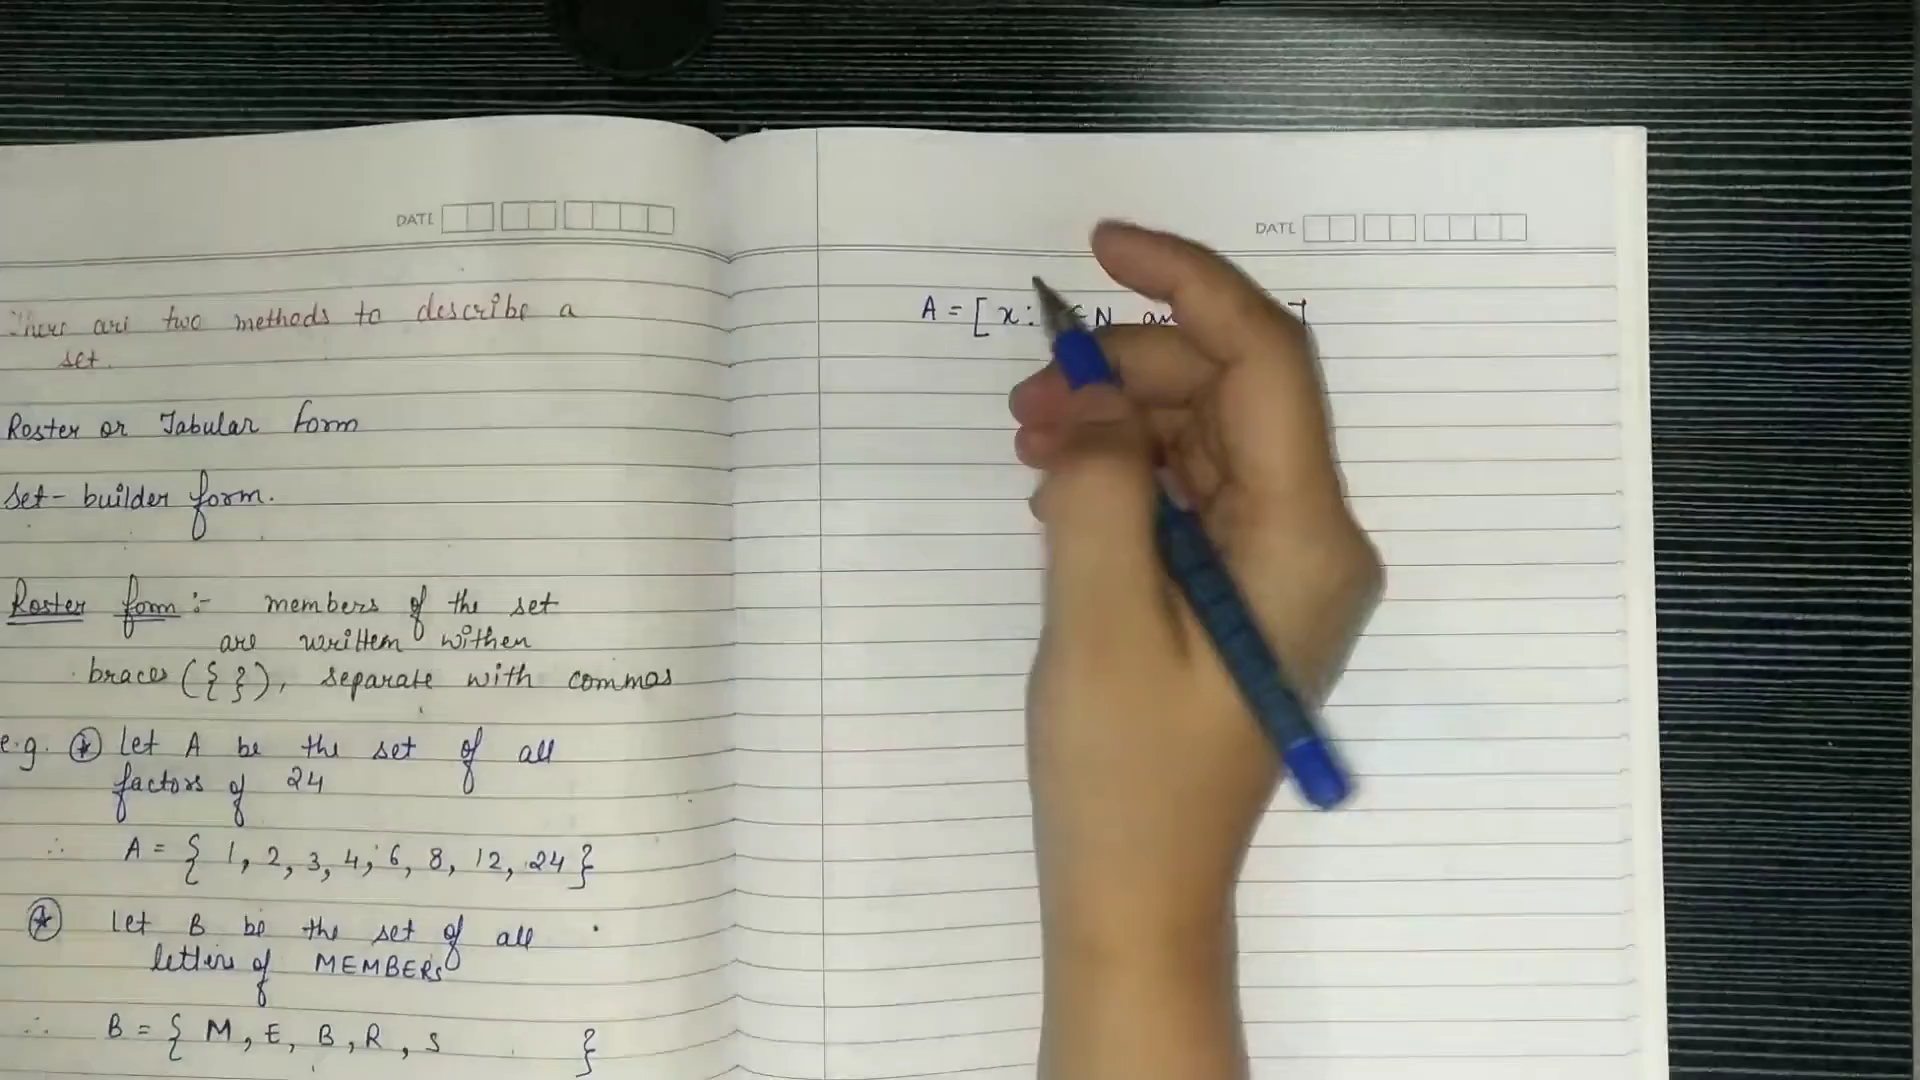 DATE
There are two methods to describe a
set.
Roster or Tabular form
Set-builder form.
Roster form :- members of the set
are written withen
braces ({ }), separate with commas
e.g. Let A be the set of all
factors of 24
∴ A = { 1, 2, 3, 4, 6, 8, 12, 24 }
Let B be the set of all
letters of MEMBERS
∴ B = { M, E, B, R, S }
DATE
A = [ x : ∈ N ]